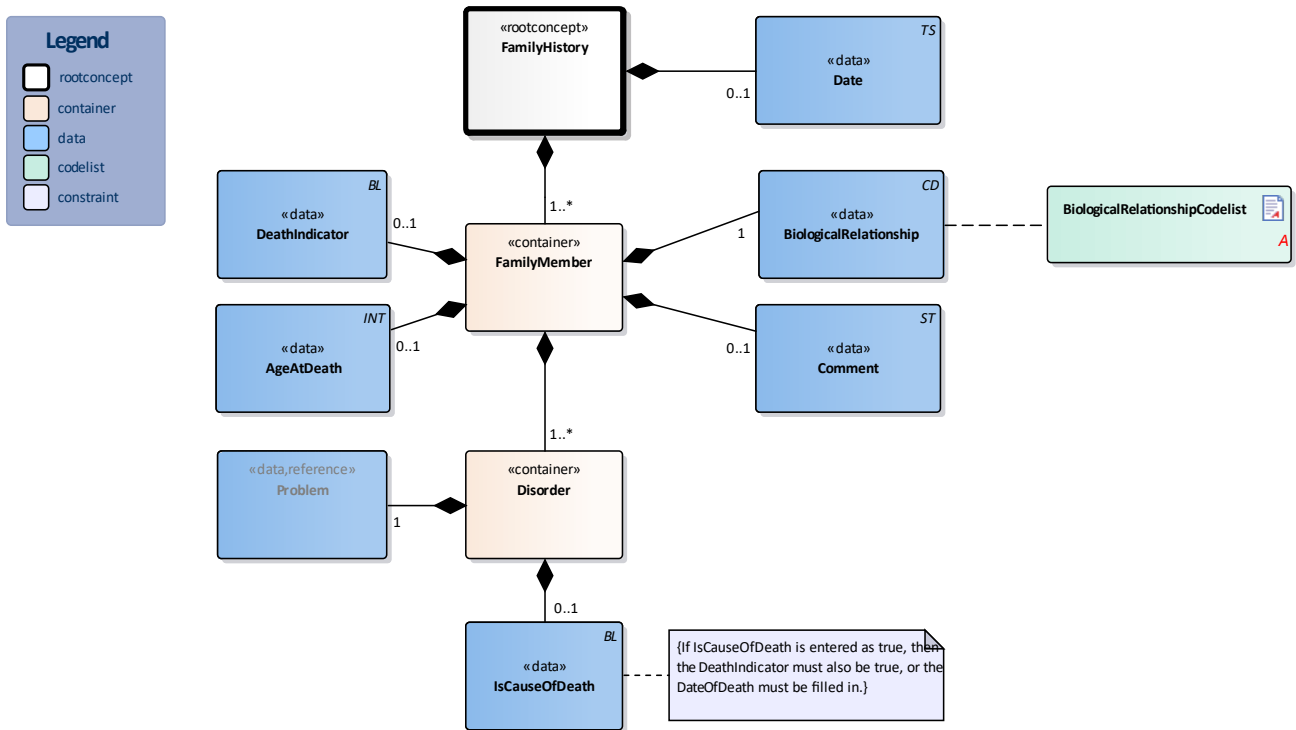 Legend
rootconcept
container
data
codelist
constraint
«rootconcept»
FamilyHistory
TS
«data»
Date
0..1
1..*
BL
«data»
DeathIndicator
0..1
«container»
FamilyMember
CD
«data»
BiologicalRelationship
1
BiologicalRelationshipCodelist
A
INT
«data»
AgeAtDeath
0..1
ST
«data»
Comment
0..1
1..*
«data,reference»
Problem
1
«container»
Disorder
0..1
BL
«data»
IsCauseOfDeath
{If IsCauseOfDeath is entered as true, then
the DeathIndicator must also be true, or the
DateOfDeath must be filled in.}